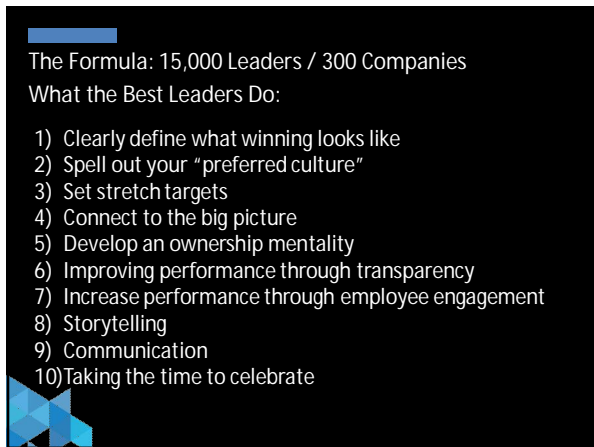 The Formula: 15,000 Leaders / 300 Companies
What the Best Leaders Do:
1) Clearly define what winning looks like
2) Spell out your “preferred culture”
3) Set stretch targets
4) Connect to the big picture
5) Develop an ownership mentality
6) Improving performance through transparency
7) Increase performance through employee engagement
8) Storytelling
9) Communication
10)Taking the time to celebrate